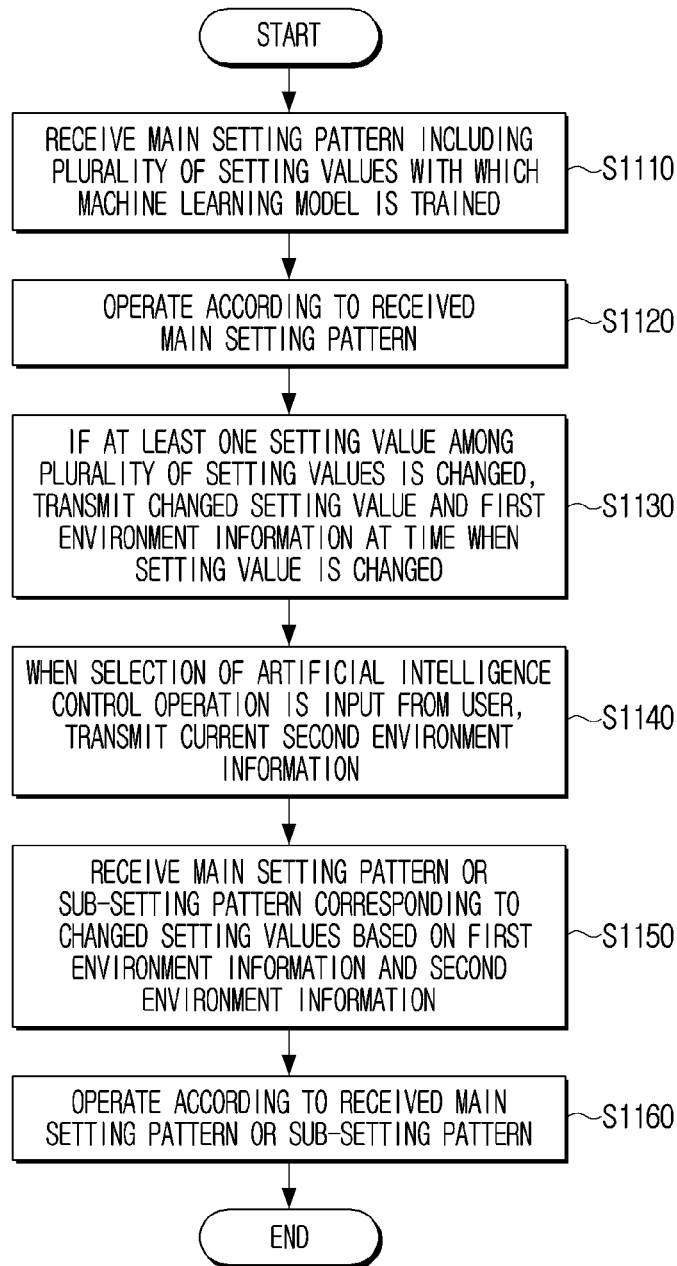 START
RECEIVE MAIN SETTING PATTERN INCLUDING
PLURALITY OF SETTING VALUES WITH WHICH
MACHINE LEARNING MODEL IS TRAINED
S1110
OPERATE ACCORDING TO RECEIVED
MAIN SETTING PATTERN
S1120
IF AT LEAST ONE SETTING VALUE AMONG
PLURALITY OF SETTING VALUES IS CHANGED,
TRANSMIT CHANGED SETTING VALUE AND FIRST
ENVIRONMENT INFORMATION AT TIME WHEN
SETTING VALUE IS CHANGED
S1130
WHEN SELECTION OF ARTIFICIAL INTELLIGENCE
CONTROL OPERATION IS INPUT FROM USER,
TRANSMIT CURRENT SECOND ENVIRONMENT
INFORMATION
S1140
RECEIVE MAIN SETTING PATTERN OR
SUB-SETTING PATTERN CORRESPONDING TO
CHANGED SETTING VALUES BASED ON FIRST
ENVIRONMENT INFORMATION AND SECOND
ENVIRONMENT INFORMATION
S1150
OPERATE ACCORDING TO RECEIVED MAIN
SETTING PATTERN OR SUB-SETTING PATTERN
S1160
END